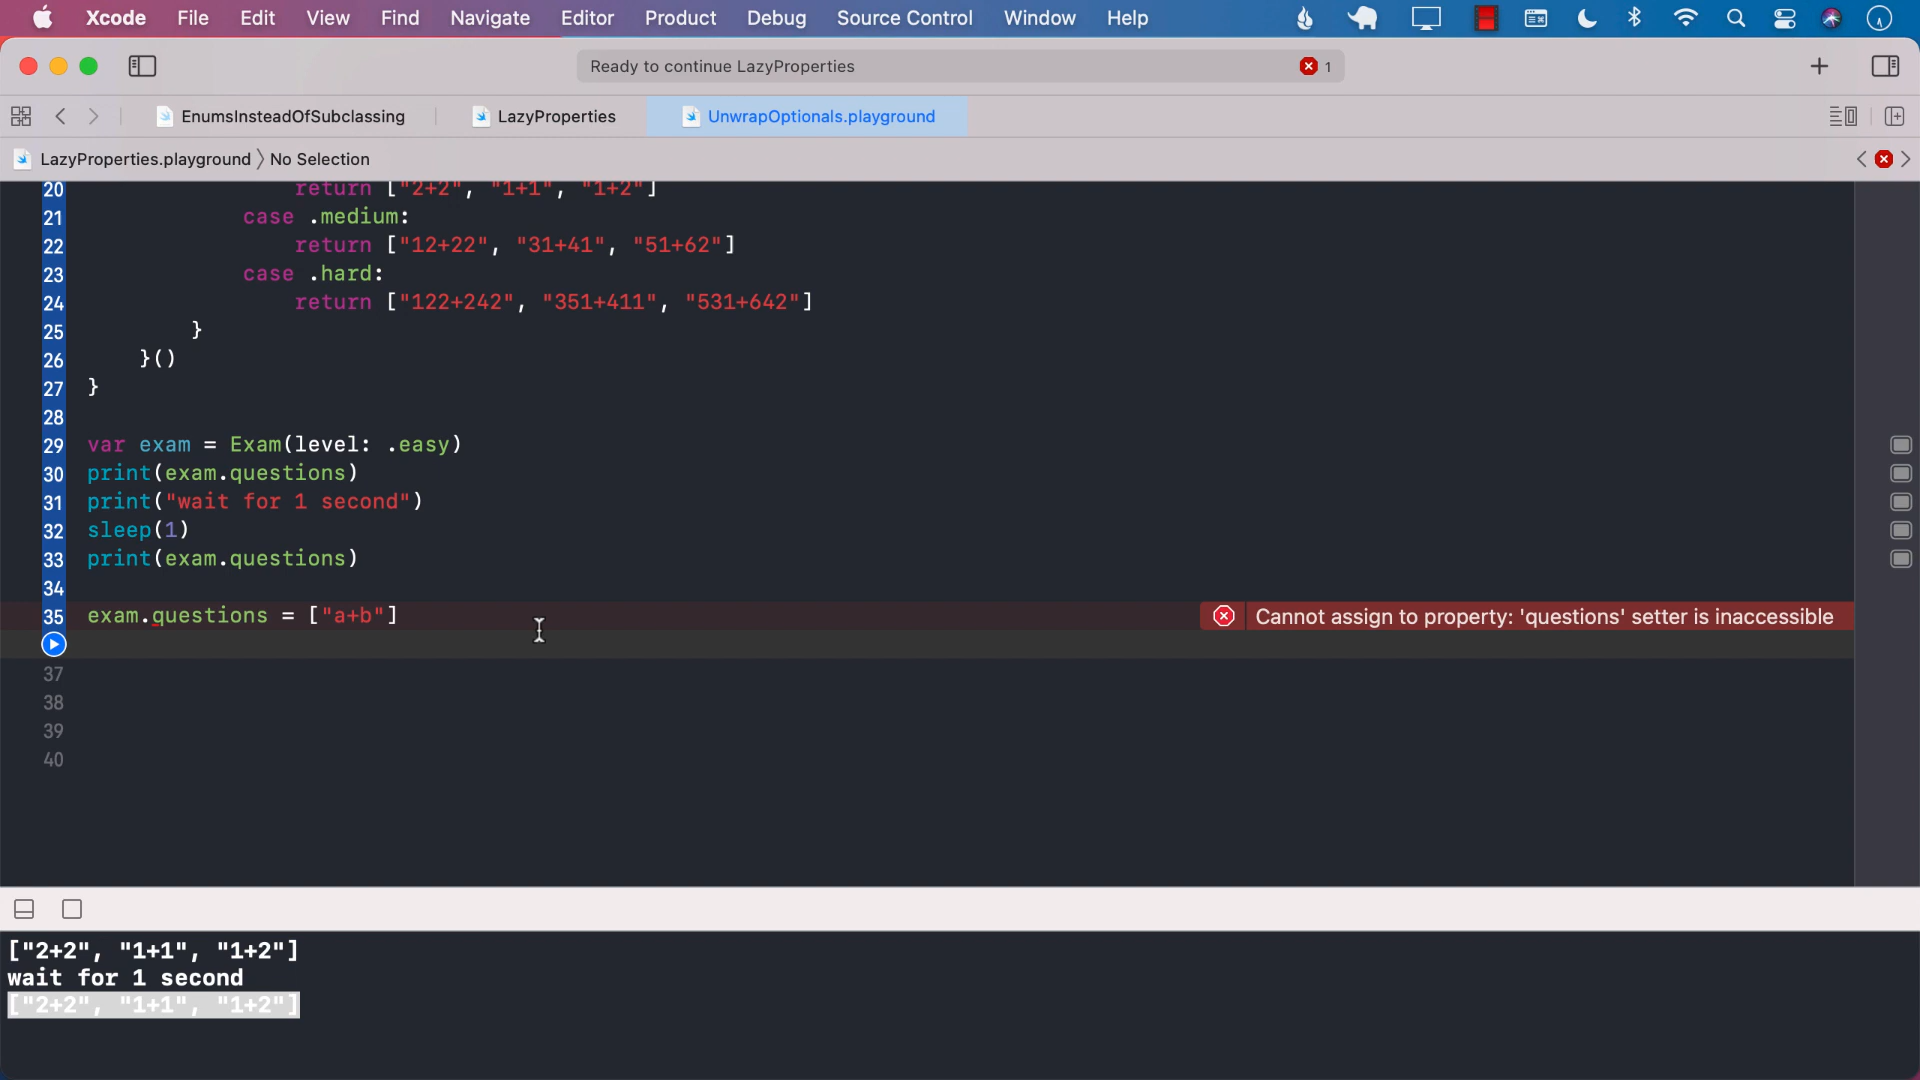 Xcode File Edit View Find Navigate Editor Product Debug Source Control Window Help
Ready to continue LazyProperties 1
EnumsInsteadOfSubclassing LazyProperties UnwrapOptionals.playground
LazyProperties.playground No Selection
20 return ["2+2", "1+1", "1+2"]
21 case .medium:
22 return ["12+22", "31+41", "51+62"]
23 case .hard:
24 return ["122+242", "351+411", "531+642"]
25 }
26 }()
27 }
28
29 var exam = Exam(level: .easy)
30 print(exam.questions)
31 print("wait for 1 second")
32 sleep(1)
33 print(exam.questions)
34
35 exam.questions = ["a+b"] Cannot assign to property: 'questions' setter is inaccessible
37
38
39
40
["2+2", "1+1", "1+2"]
wait for 1 second
["2+2", "1+1", "1+2"]